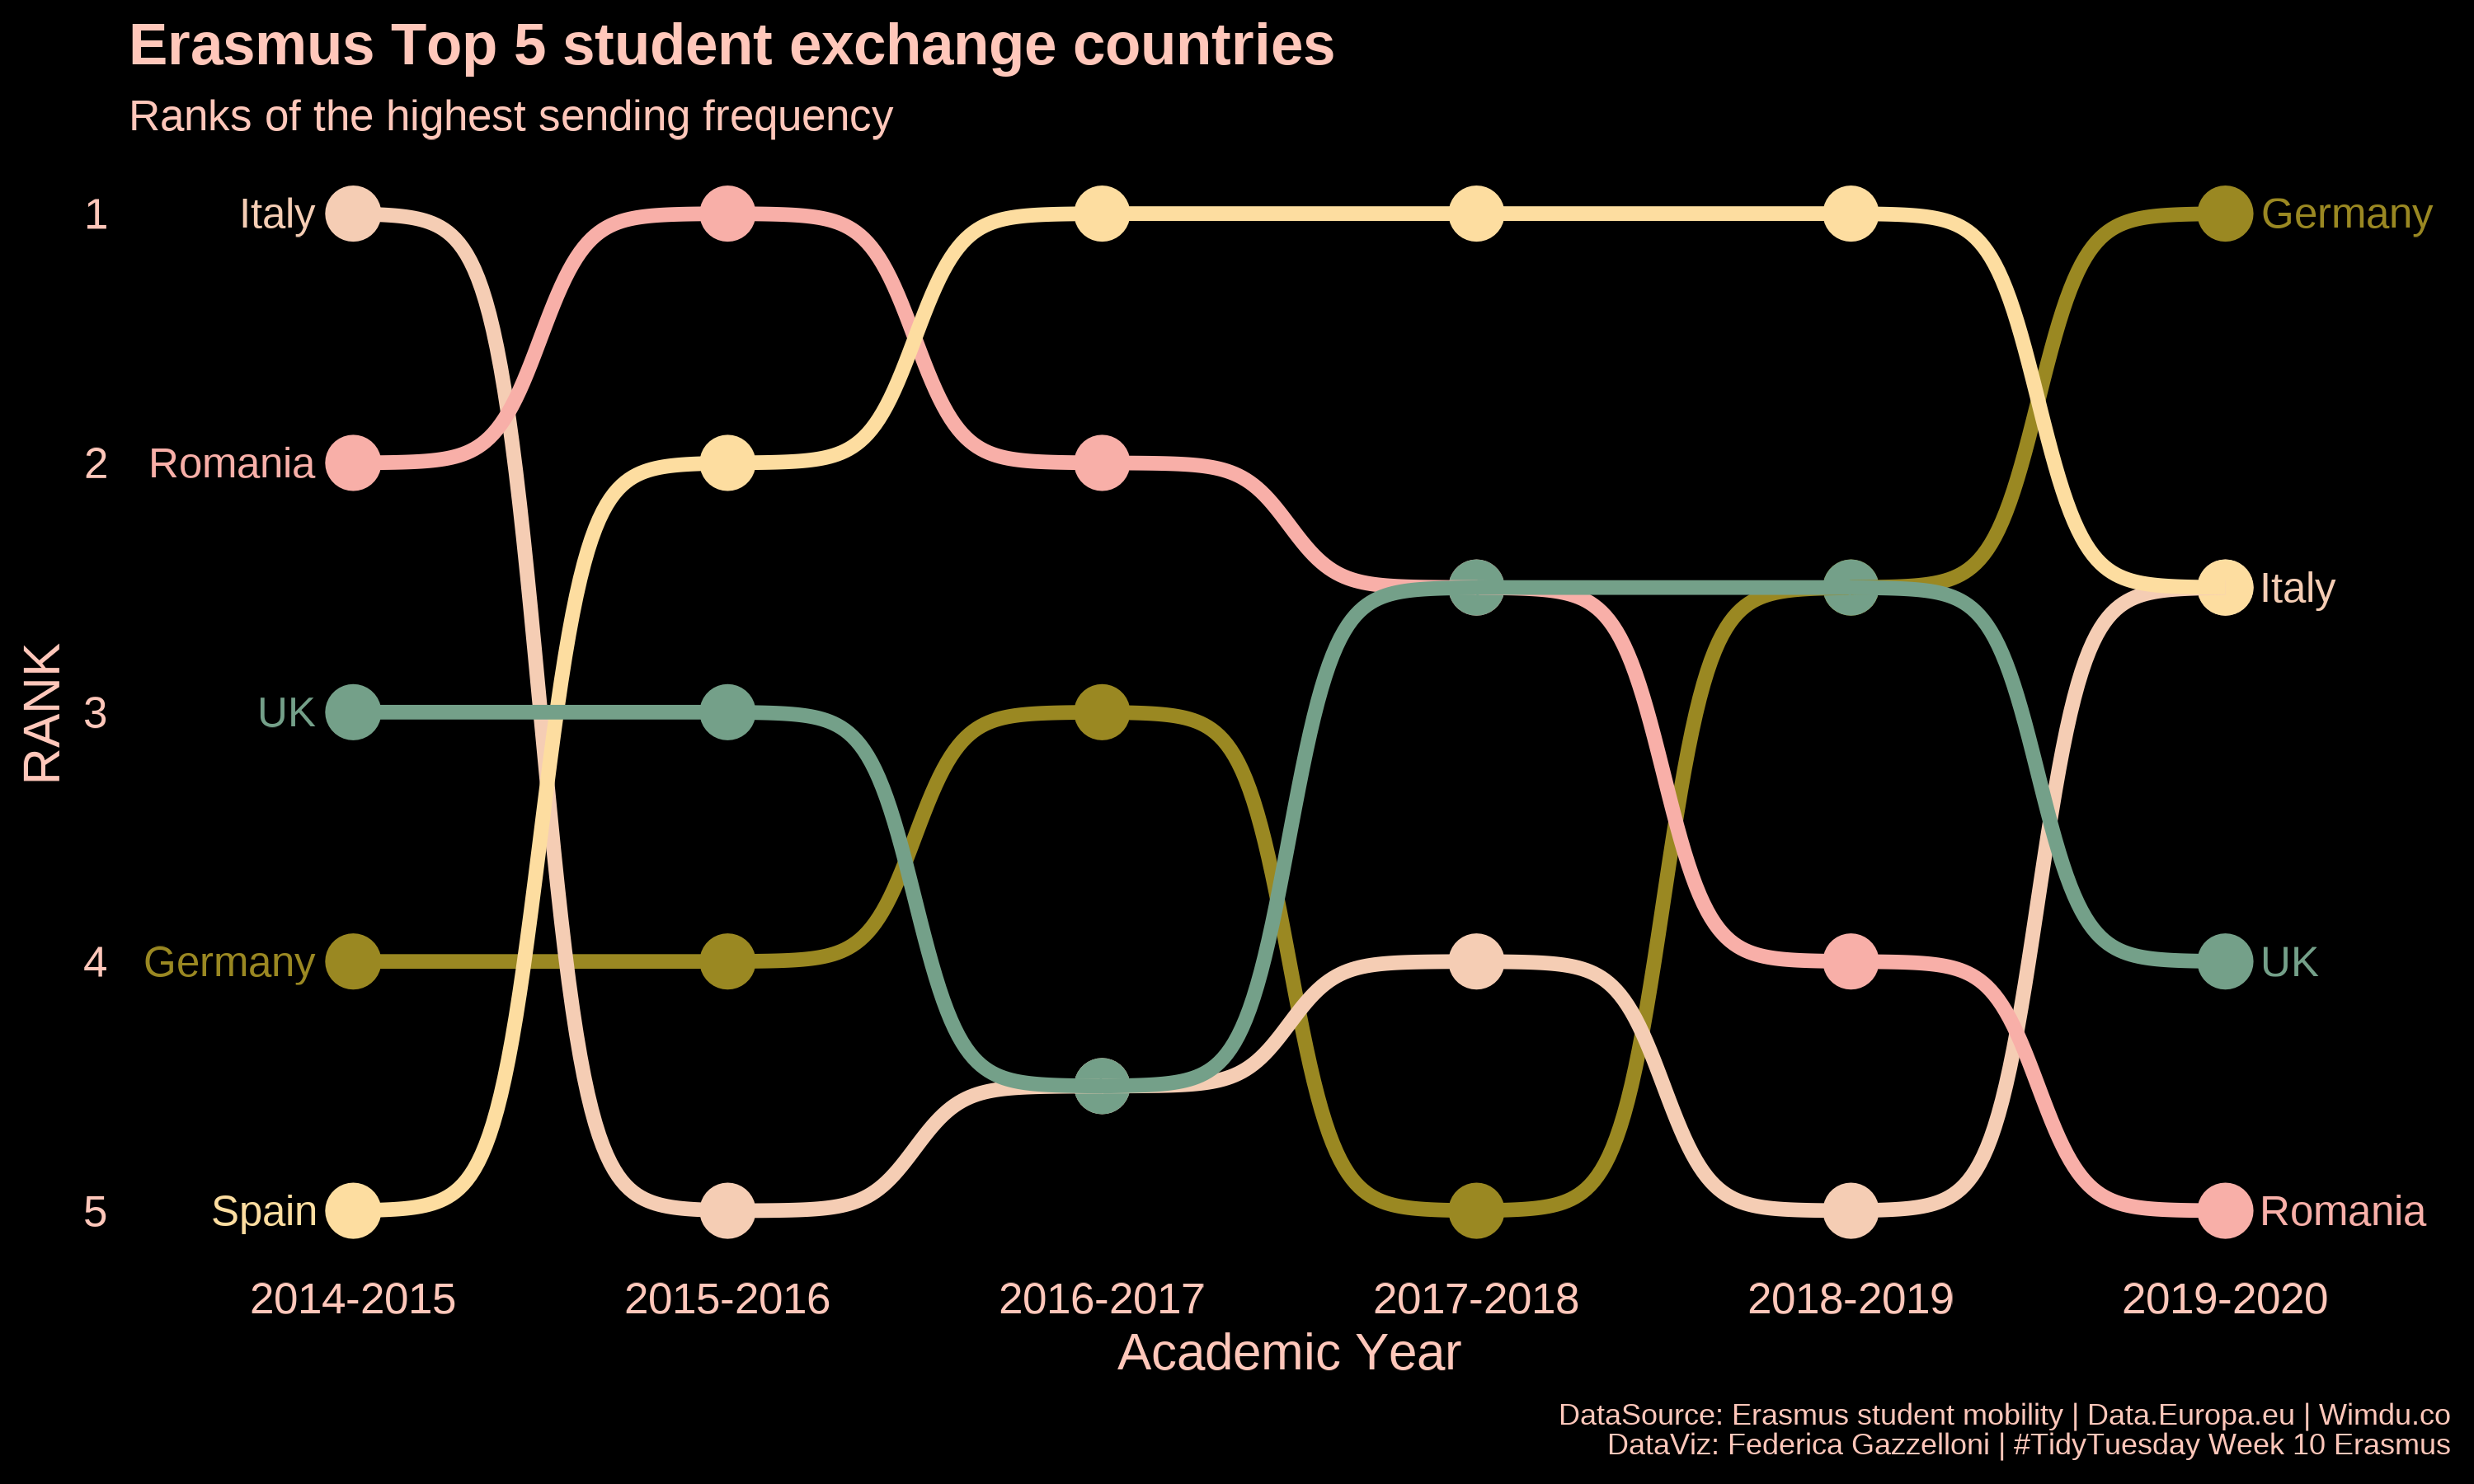 Erasmus Top 5 student exchange countries
Ranks of the highest sending frequency
RANK
1
2
3
4
5
Italy
Romania
UK
Germany
Spain
Germany
Italy
UK
Romania
2014-2015 2015-2016 2016-2017 2017-2018 2018-2019 2019-2020
Academic Year
DataSource: Erasmus student mobility | Data.Europa.eu | Wimdu.co
DataViz: Federica Gazzelloni | #TidyTuesday Week 10 Erasmus